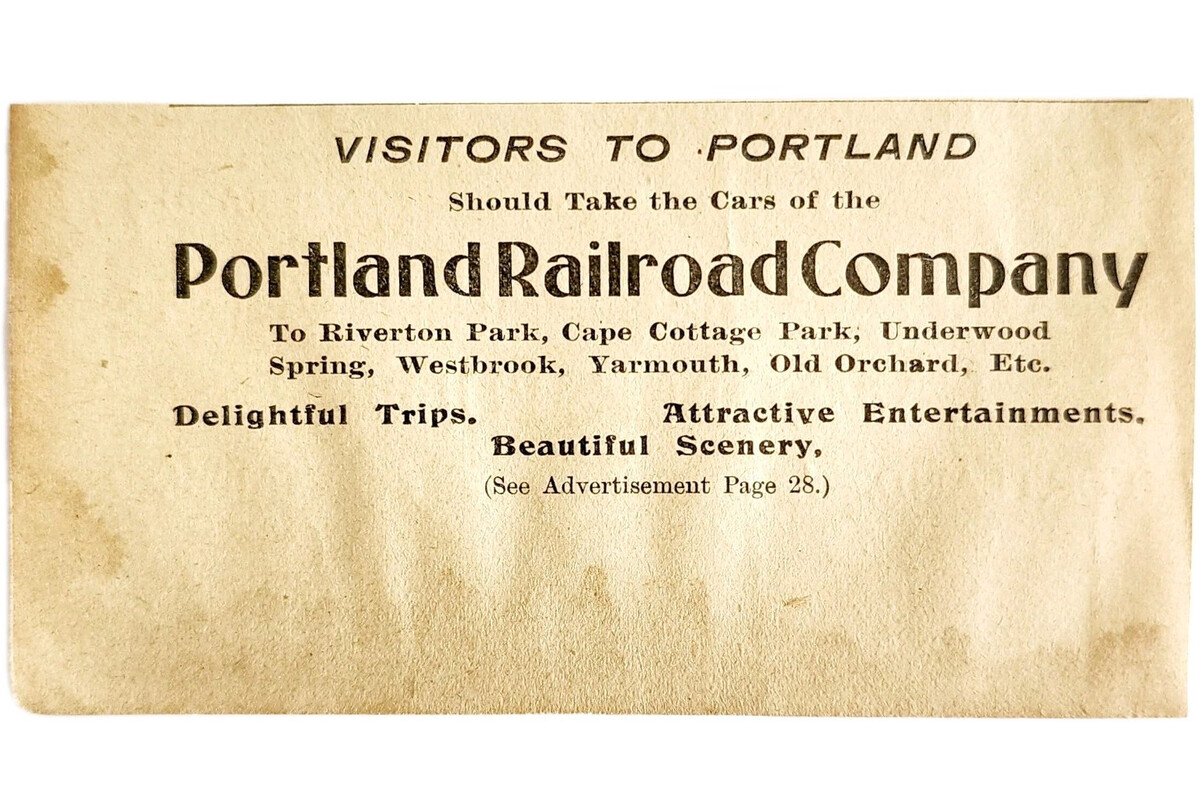 VISITORS TO PORTLAND
Should Take the Cars of the
Portland Railroad Company
To Riverton Park, Cape Cottage Park, Underwood
Spring, Westbrook, Yarmouth, Old Orchard, Etc.
Delightful Trips. Attractive Entertainments.
Beautiful Scenery,
(See Advertisement Page 28.)